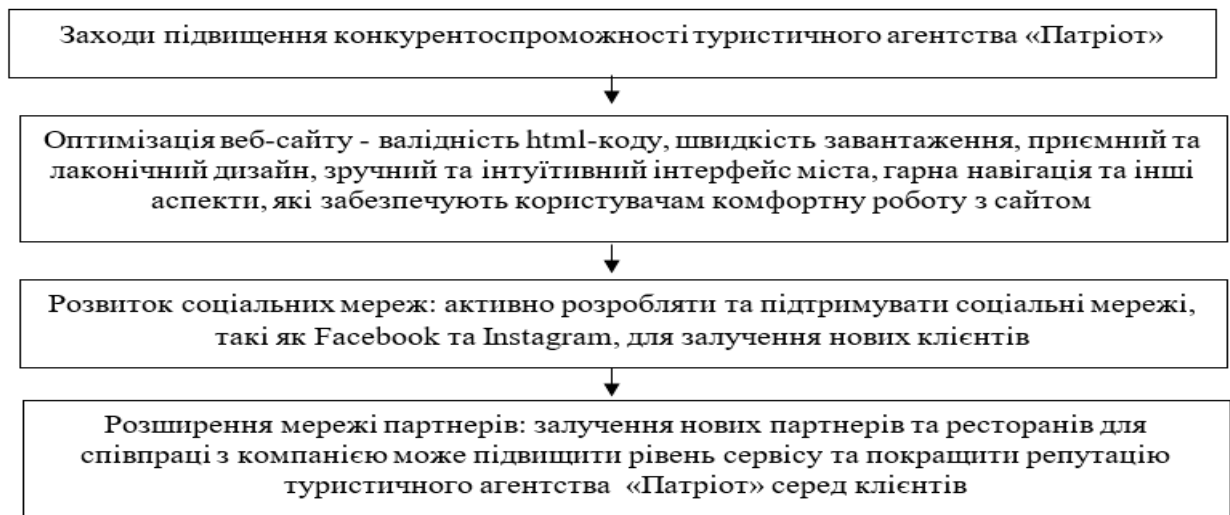 Заходи підвищення конкурентоспроможності туристичного агентства «Патріот»
Оптимізація веб-сайту - валідність html-коду, швидкість завантаження, приємний та
лаконічний дизайн, зручний та інтуїтивний інтерфейс міста, гарна навігація та інші
аспекти, які забезпечують користувачам комфортну роботу з сайтом
Розвиток соціальних мереж: активно розробляти та підтримувати соціальні мережі,
такі як Facebook та Instagram, для залучення нових клієнтів
Розширення мережі партнерів: залучення нових партнерів та ресторанів для
співпраці з компанією може підвищити рівень сервісу та покращити репутацію
туристичного агентства «Патріот» серед клієнтів